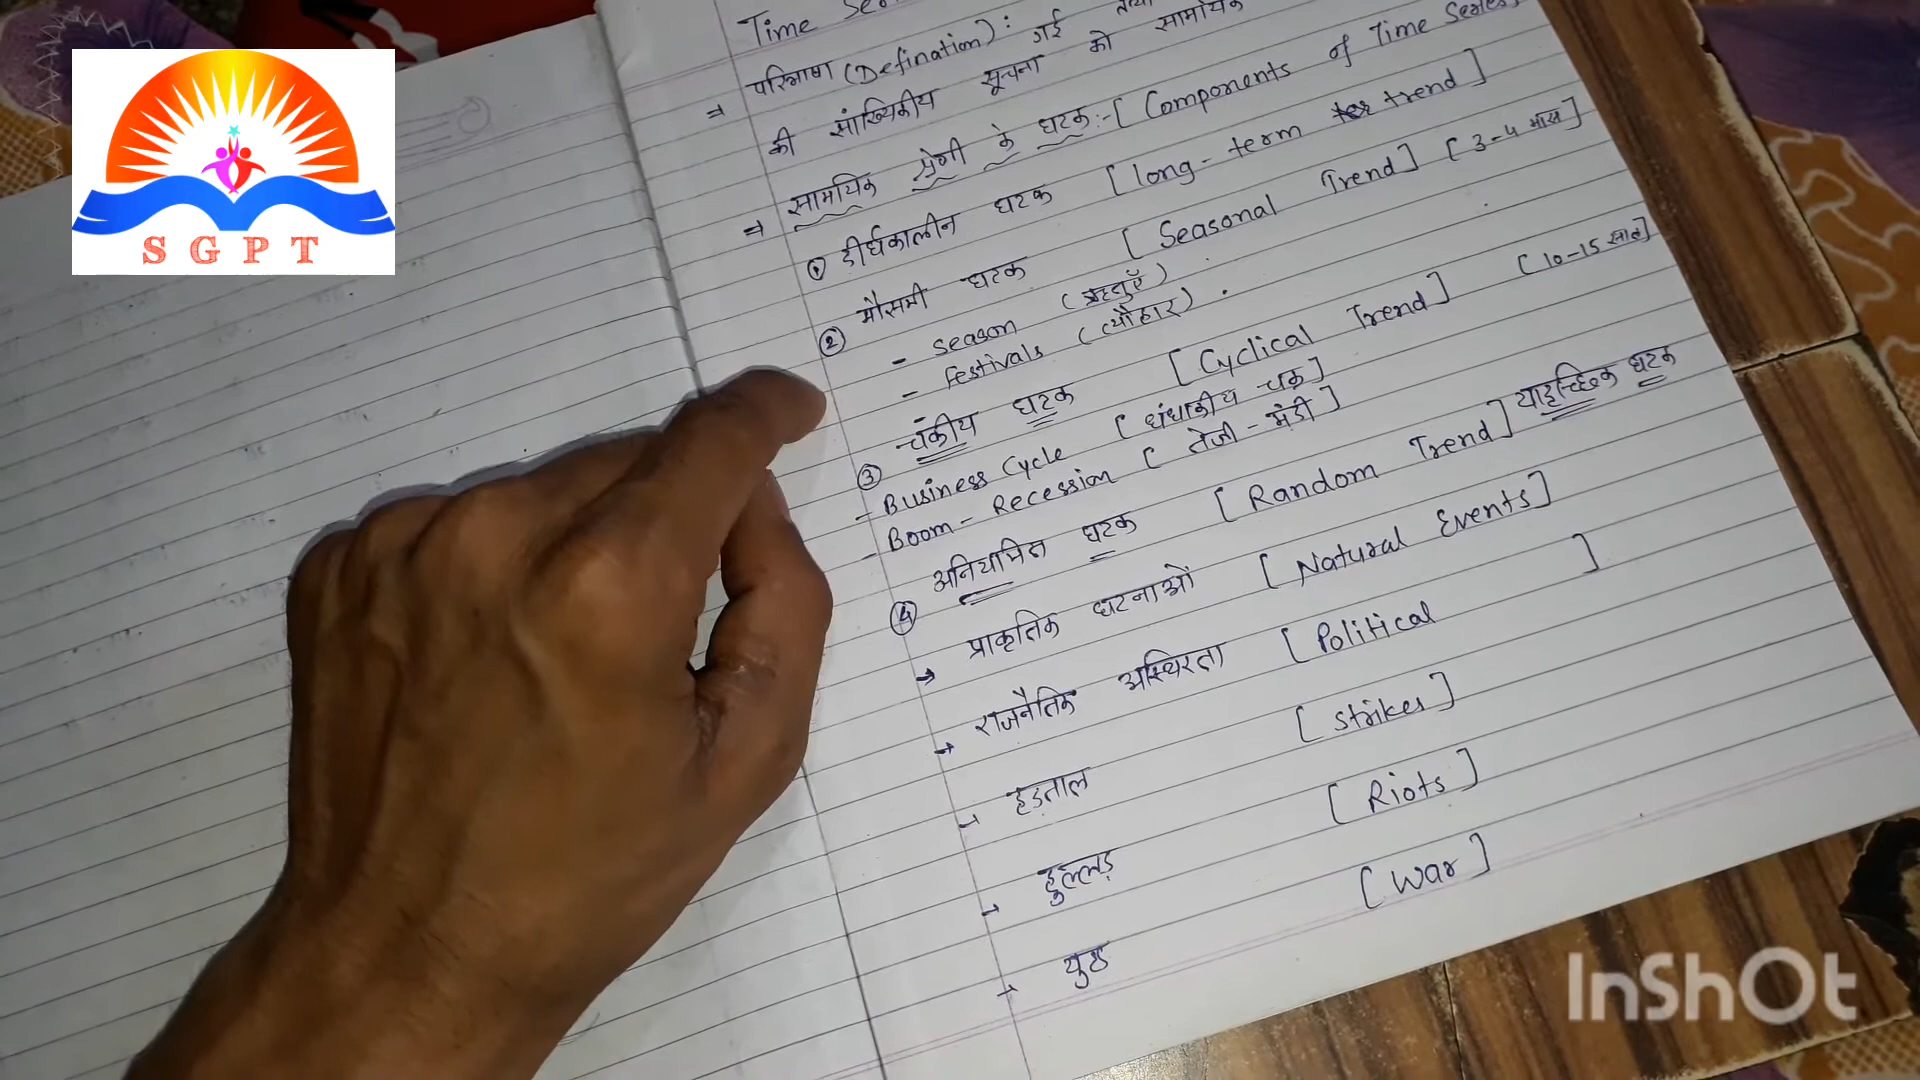 SGPT
Time Ser
⇒ परिभाषा (Defination): गई तथा
की सांख्यिकीय सूचना को सामयिक
⇒ सामयिक श्रेणी के घटक:- [ Components of Time Series
① दीर्घकालीन घटक [long-term trend]
② मौसमी घटक [Seasonal Trend] [3-4 मास]
- Season (ऋतुएँ)
- festivals (त्यौहार).
③ चक्रीय घटक [Cyclical Trend] [10-15 साल]
- Business Cycle [धंधाकीय चक्र]
- Boom - Recession [तेजी - मंदी]
④ अनियमित घटक [Random Trend] यादृच्छिक घटक
→ प्राकृतिक घटनाओं [Natural Events]
→ राजनैतिक अस्थिरता [Political ]
→ हड़ताल [strikes]
→ हुल्लड़ [Riots]
→ युद्ध [War]
InShOt